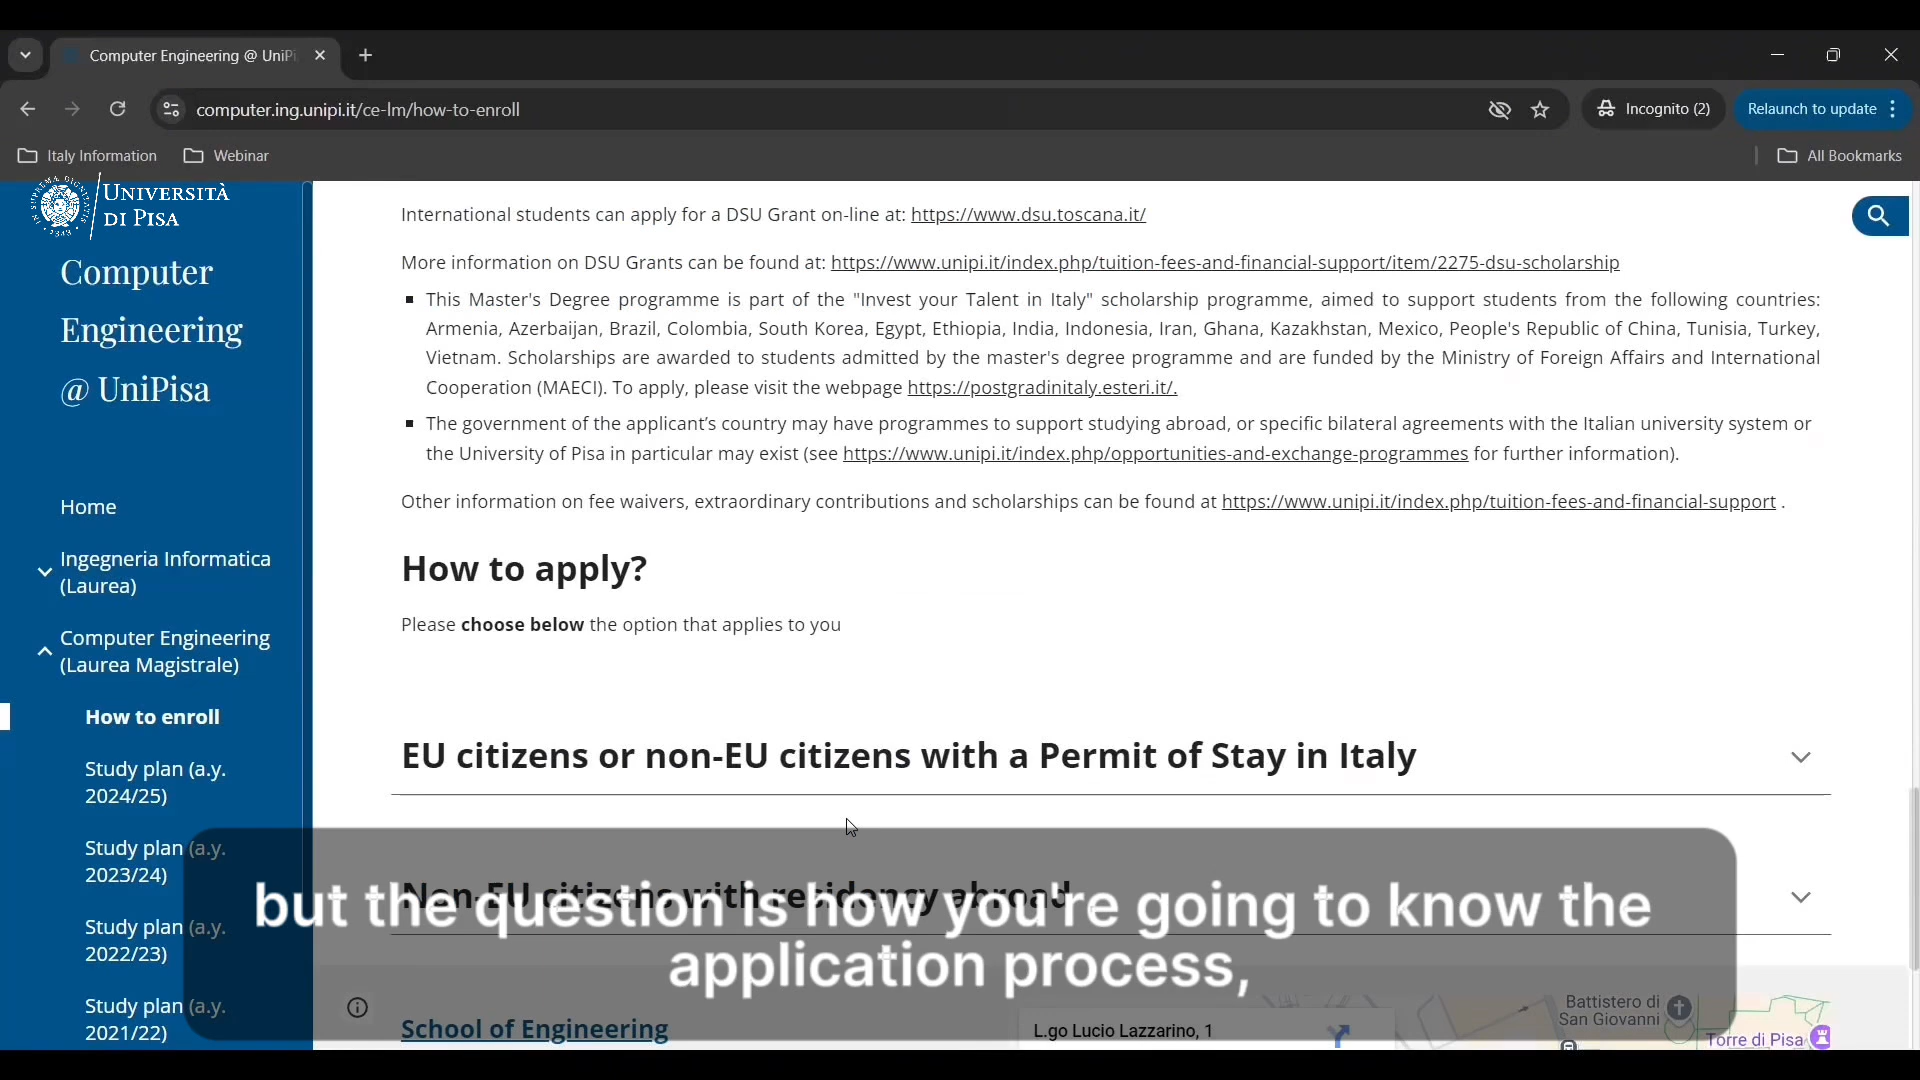 Computer Engineering @ UniPi
computer.ing.unipi.it/ce-lm/how-to-enroll
Incognito (2)
Relaunch to update
Italy Information
Webinar
All Bookmarks
UNIVERSITÀ
DI PISA
Computer
Engineering
@ UniPisa
Home
Ingegneria Informatica
(Laurea)
Computer Engineering
(Laurea Magistrale)
How to enroll
Study plan (a.y.
2024/25)
Study plan (a.y.
2023/24)
Study plan (a.y.
2022/23)
Study plan (a.y.
2021/22)
International students can apply for a DSU Grant on-line at: https://www.dsu.toscana.it/
More information on DSU Grants can be found at: https://www.unipi.it/index.php/tuition-fees-and-financial-support/item/2275-dsu-scholarship
▪ This Master's Degree programme is part of the "Invest your Talent in Italy" scholarship programme, aimed to support students from the following countries:
Armenia, Azerbaijan, Brazil, Colombia, South Korea, Egypt, Ethiopia, India, Indonesia, Iran, Ghana, Kazakhstan, Mexico, People's Republic of China, Tunisia, Turkey,
Vietnam. Scholarships are awarded to students admitted by the master's degree programme and are funded by the Ministry of Foreign Affairs and International
Cooperation (MAECI). To apply, please visit the webpage https://postgradinitaly.esteri.it/.
▪ The government of the applicant's country may have programmes to support studying abroad, or specific bilateral agreements with the Italian university system or
the University of Pisa in particular may exist (see https://www.unipi.it/index.php/opportunities-and-exchange-programmes for further information).
Other information on fee waivers, extraordinary contributions and scholarships can be found at https://www.unipi.it/index.php/tuition-fees-and-financial-support .
How to apply?
Please choose below the option that applies to you
EU citizens or non-EU citizens with a Permit of Stay in Italy
Non-EU citizens with residency abroad
but the question is how you're going to know the
application process,
School of Engineering
L.go Lucio Lazzarino, 1
Battistero di
San Giovanni
Torre di Pisa